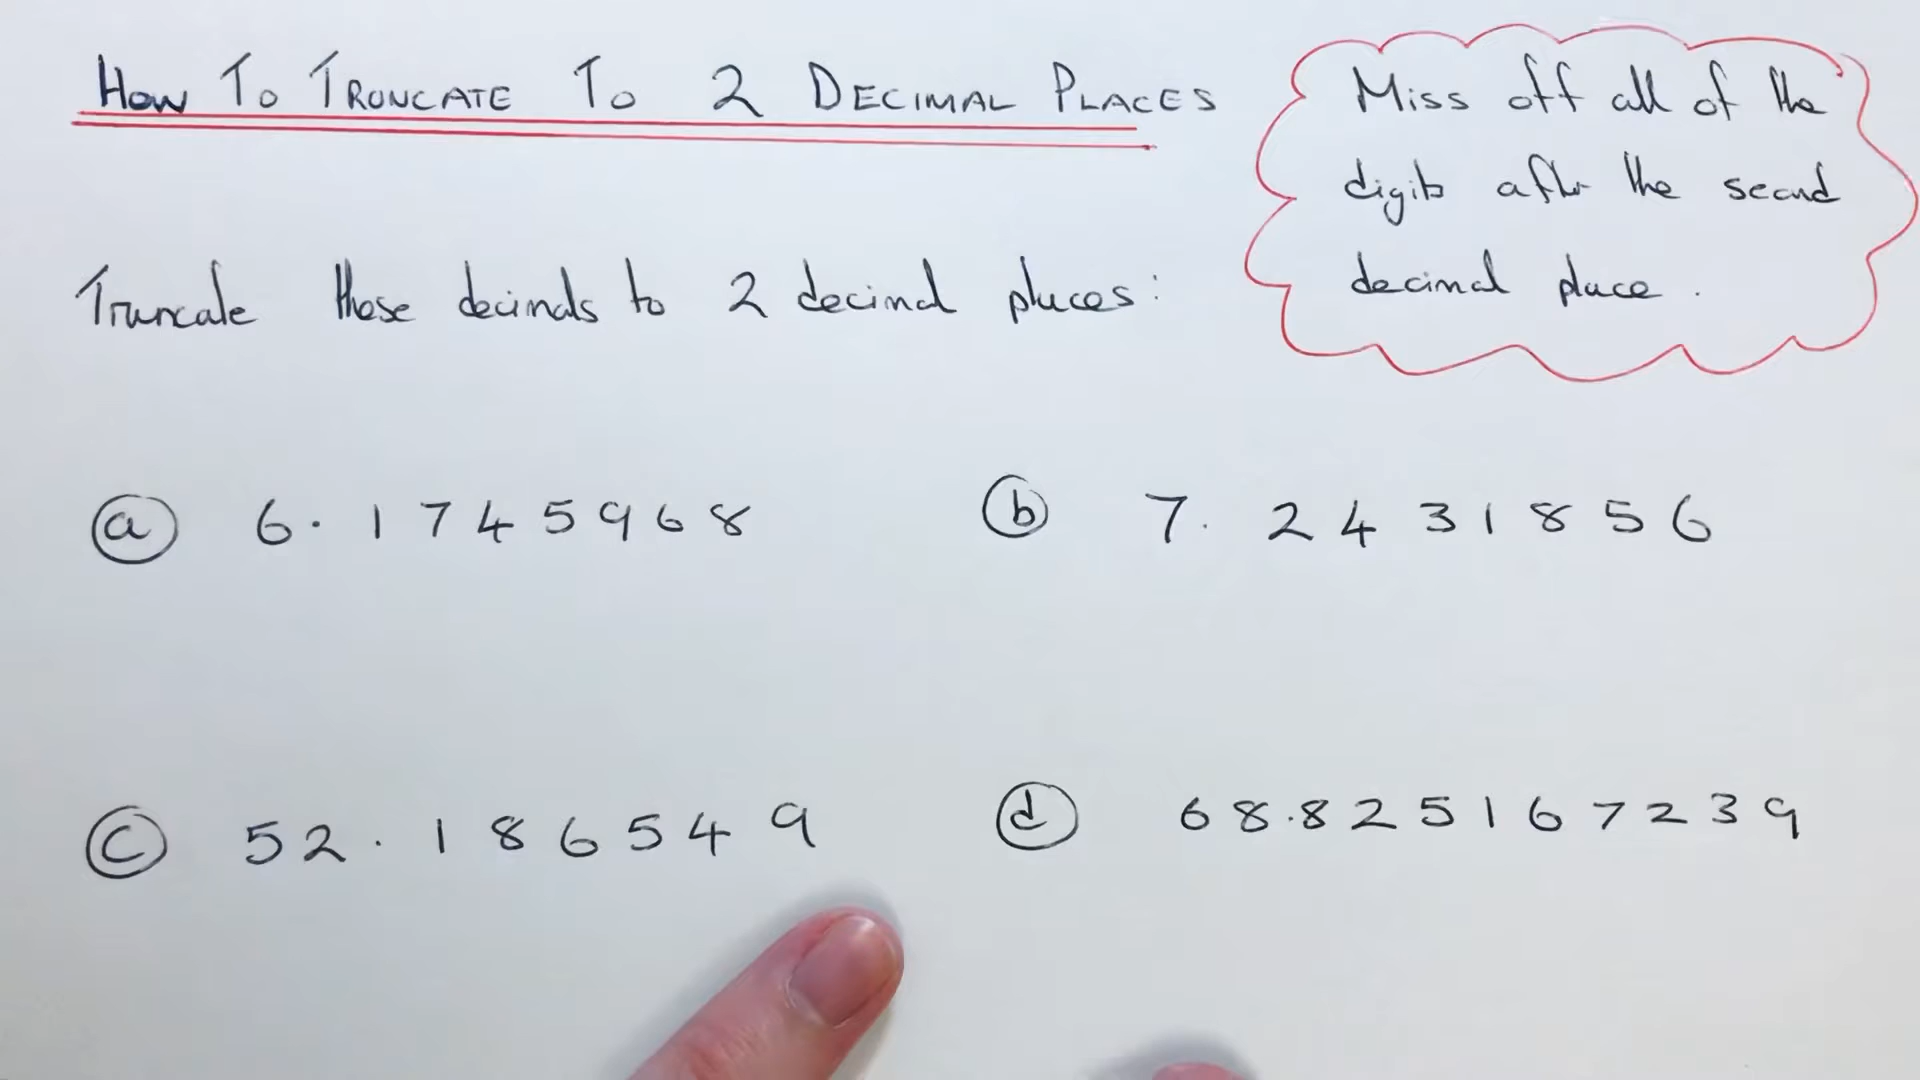 How To Truncate To 2 Decimal Places
Miss off all of the
digits after the second
decimal place.
Truncate these decimals to 2 decimal places:
a 6.1745968
b 7.2431856
c 52.186549
d 68.825167239